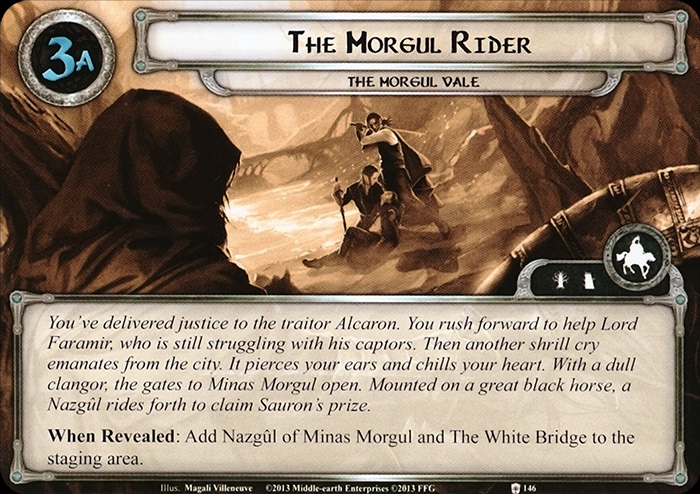 3A
THE MORGUL RIDER
THE MORGUL VALE
You've delivered justice to the traitor Alcaron. You rush forward to help Lord
Faramir, who is still struggling with his captors. Then another shrill cry
emanates from the city. It pierces your ears and chills your heart. With a dull
clangor, the gates to Minas Morgul open. Mounted on a great black horse, a
Nazgûl rides forth to claim Sauron's prize.
When Revealed: Add Nazgûl of Minas Morgul and The White Bridge to the
staging area.
Illus. Magali Villeneuve ©2013 Middle-earth Enterprises ©2013 FFG 146